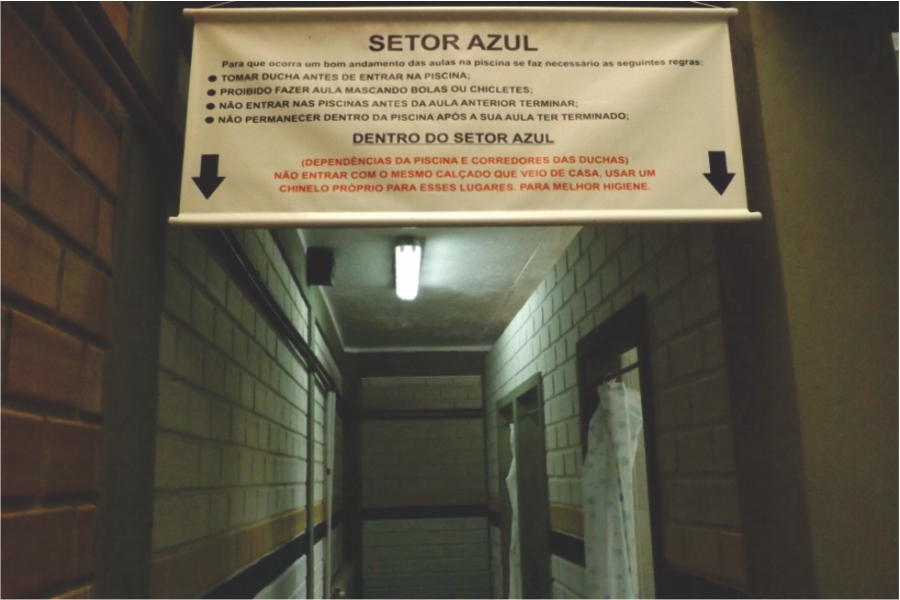 SETOR AZUL
Para que ocorra um bom andamento das aulas na piscina se faz necessário as seguintes regras:
● TOMAR DUCHA ANTES DE ENTRAR NA PISCINA;
● PROIBIDO FAZER AULA MASCANDO BOLAS OU CHICLETES;
● NÃO ENTRAR NAS PISCINAS ANTES DA AULA ANTERIOR TERMINAR;
● NÃO PERMANECER DENTRO DA PISCINA APÓS A SUA AULA TER TERMINADO;
DENTRO DO SETOR AZUL
(DEPENDÊNCIAS DA PISCINA E CORREDORES DAS DUCHAS)
NÃO ENTRAR COM O MESMO CALÇADO QUE VEIO DE CASA, USAR UM
CHINELO PRÓPRIO PARA ESSES LUGARES. PARA MELHOR HIGIENE.